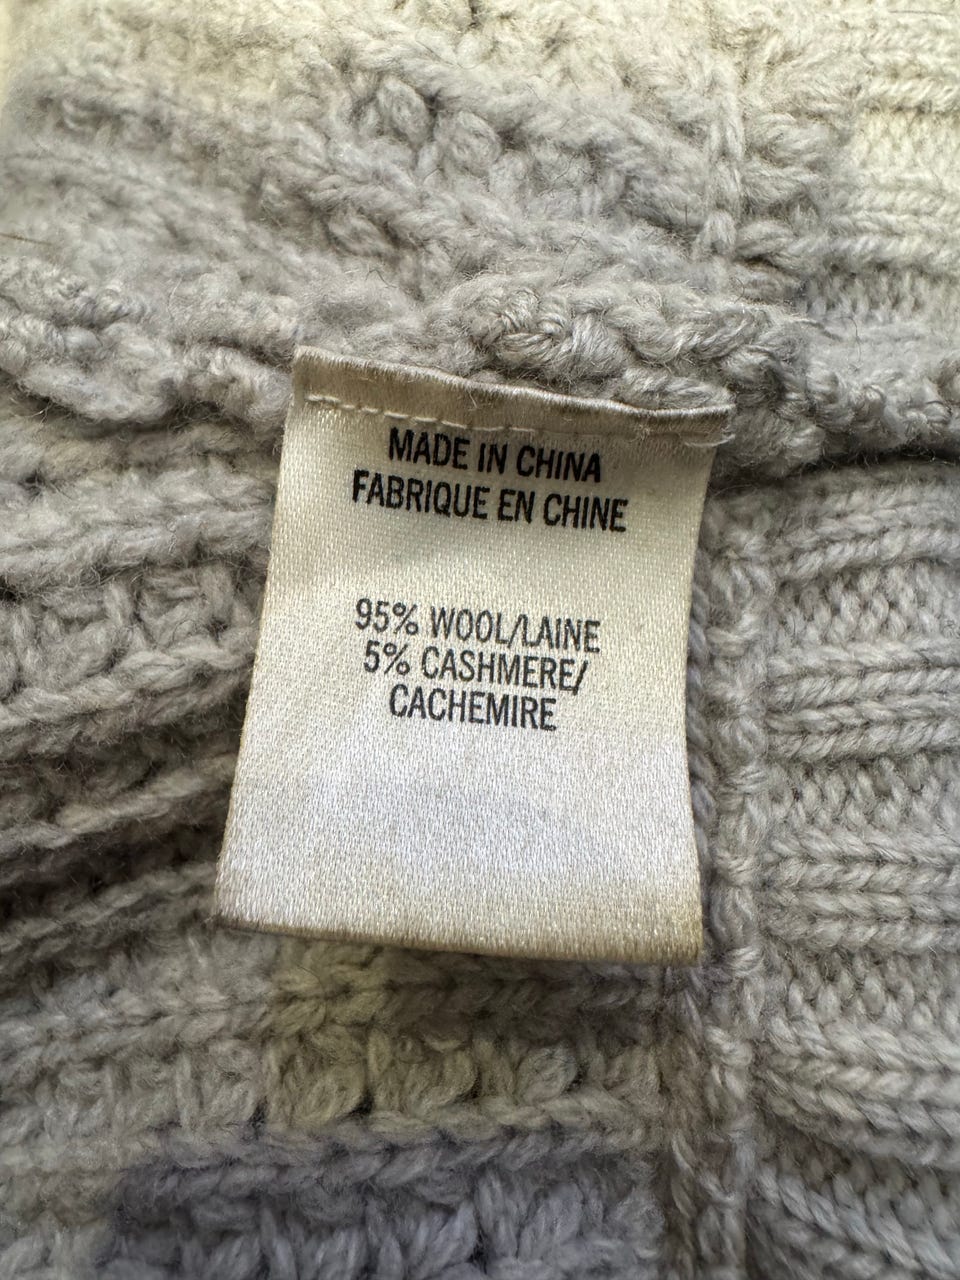 MADE IN CHINA
FABRIQUE EN CHINE
95% WOOL/LAINE
5% CASHMERE/
CACHEMIRE